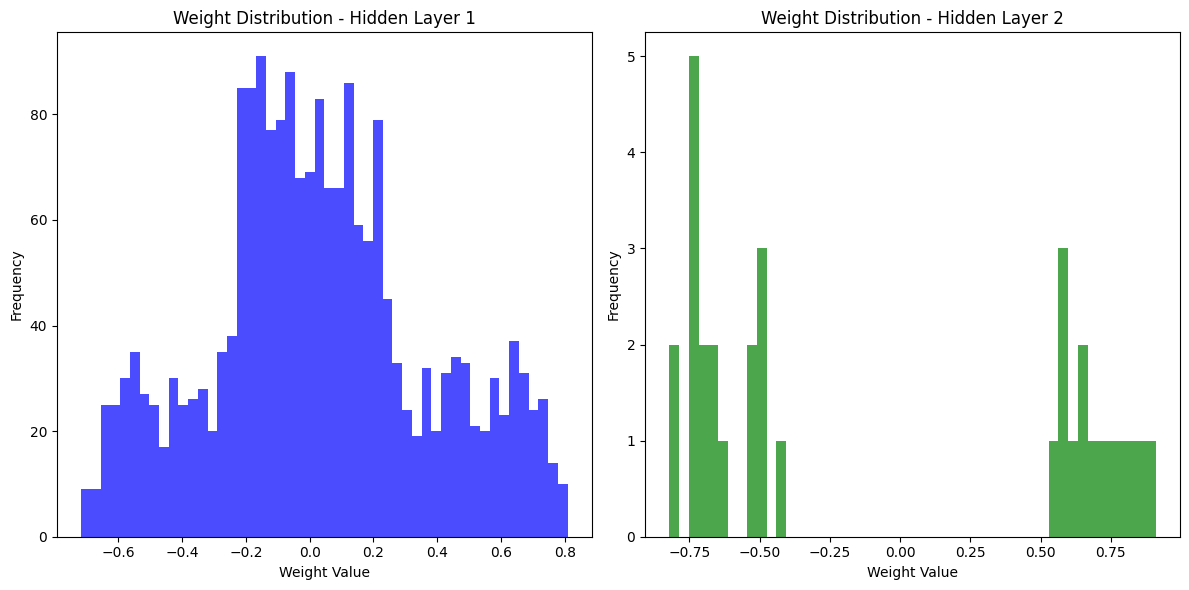 Weight Distribution - Hidden Layer 1
Frequency
80
60
40
20
0
−0.6 −0.4 −0.2 0.0 0.2 0.4 0.6 0.8
Weight Value
Weight Distribution - Hidden Layer 2
Frequency
5
4
3
2
1
0
−0.75 −0.50 −0.25 0.00 0.25 0.50 0.75
Weight Value